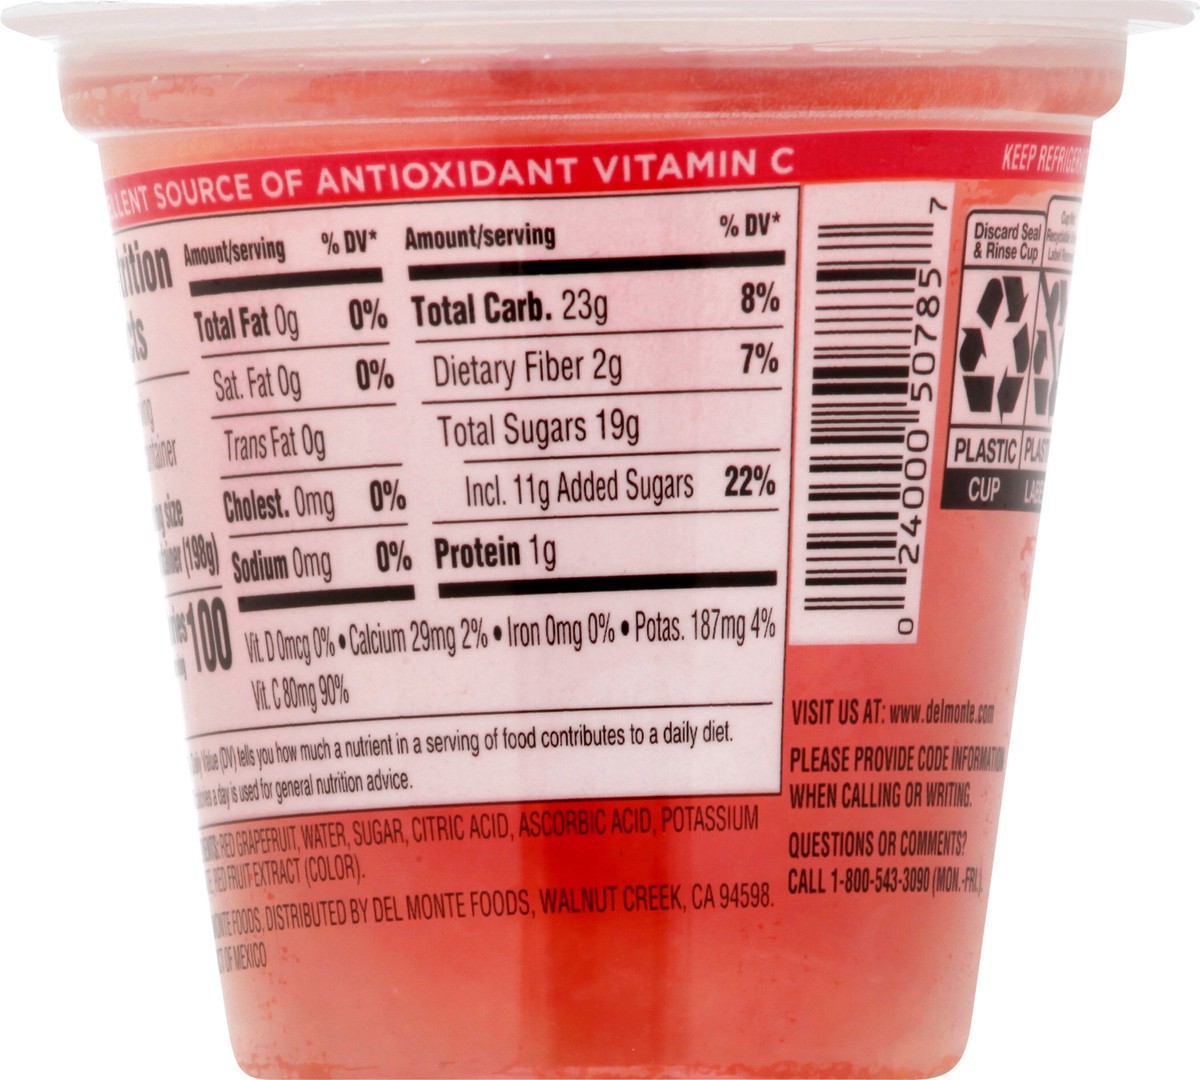 SOURCE OF ANTIOXIDANT VITAMIN C
KEEP
Amount/serving % DV*
Total Fat 0g 0%
Sat. Fat 0g 0%
Trans Fat 0g
Cholest. 0mg 0%
Sodium 0mg 0%
Amount/serving % DV*
Total Carb. 23g 8%
Dietary Fiber 2g 7%
Total Sugars 19g
Incl. 11g Added Sugars 22%
Protein 1g
size
(198g)
100
Vit. D 0mcg 0% • Calcium 29mg 2% • Iron 0mg 0% • Potas. 187mg 4%
Vit. C 80mg 90%
Value (DV) tells you how much a nutrient in a serving of food contributes to a daily diet.
a day is used for general nutrition advice.
RED GRAPEFRUIT, WATER, SUGAR, CITRIC ACID, ASCORBIC ACID, POTASSIUM
RED FRUIT EXTRACT (COLOR).
FOODS. DISTRIBUTED BY DEL MONTE FOODS, WALNUT CREEK, CA 94598.
OF MEXICO
0 24000 50785 7
Discard Seal
& Rinse Cup
PLASTIC
CUP
VISIT US AT: www.delmonte.com
PLEASE PROVIDE CODE INFORMATION
WHEN CALLING OR WRITING.
QUESTIONS OR COMMENTS?
CALL 1-800-543-3090 (MON.-FRI.).